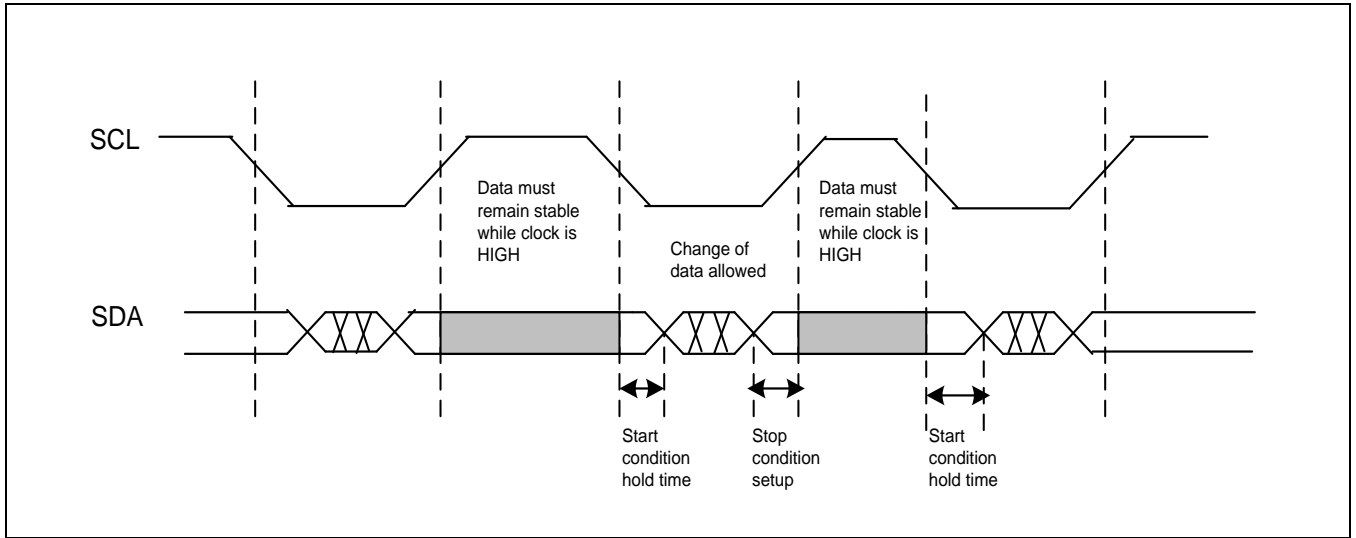 SCL
Data must
remain stable
while clock is
HIGH
Change of
data allowed
Data must
remain stable
while clock is
HIGH
SDA
Start
condition
hold time
Stop
condition
setup
Start
condition
hold time